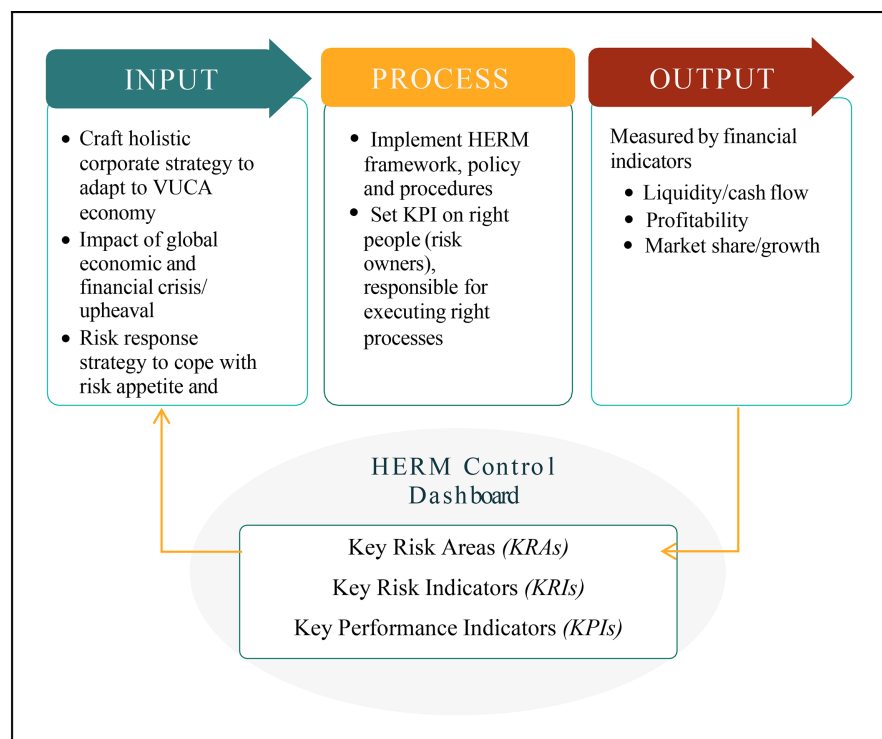 INPUT
• Craft holistic
corporate strategy to
adapt to VUCA
economy
• Impact of global
economic and
financial crisis/
upheaval
• Risk response
strategy to cope with
risk appetite and
PROCESS
• Implement HERM
framework, policy
and procedures
• Set KPI on right
people (risk
owners),
responsible for
executing right
processes
OUTPUT
Measured by financial
indicators
• Liquidity/cash flow
• Profitability
• Market share/growth
HERM Control
Dashboard
Key Risk Areas (KRAs)
Key Risk Indicators (KRIs)
Key Performance Indicators (KPIs)